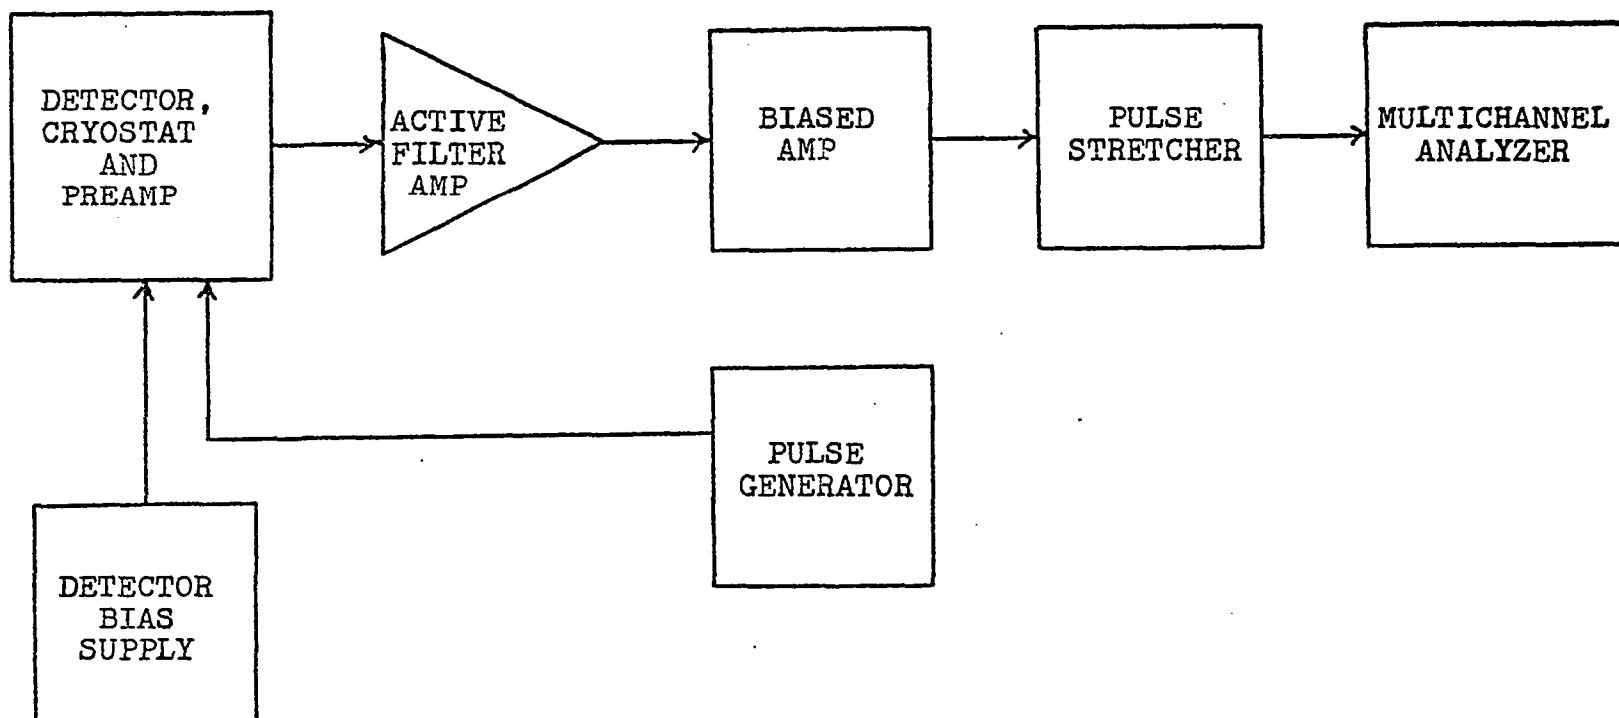 DETECTOR,
CRYOSTAT
AND
PREAMP
ACTIVE
FILTER
AMP
BIASED
AMP
PULSE
STRETCHER
MULTICHANNEL
ANALYZER
PULSE
GENERATOR
DETECTOR
BIAS
SUPPLY